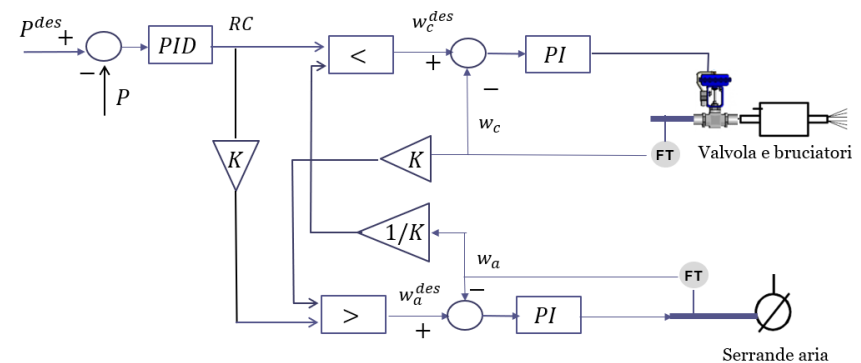 P^des + PID RC < w_c^des + PI
− P − w_c
K K FT Valvola e bruciatori
1/K w_a FT
> w_a^des + − PI
Serrande aria